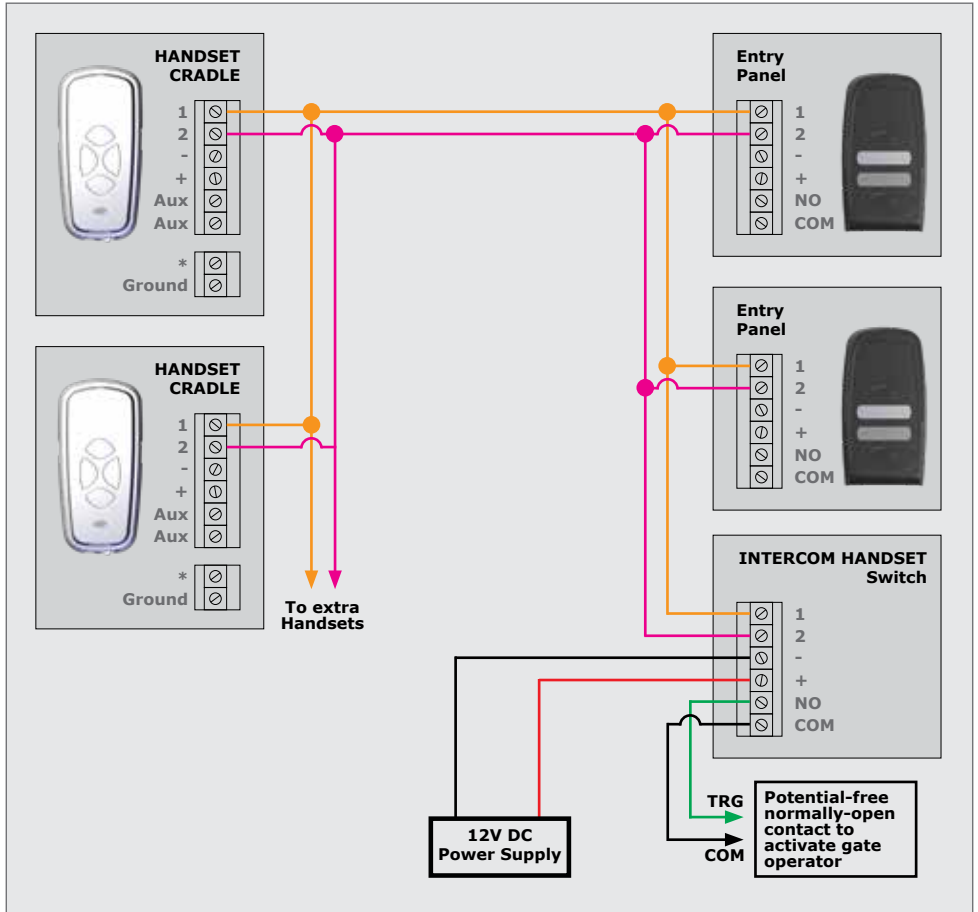 HANDSET
CRADLE
1
2
-
+
Aux
Aux
*
Ground
HANDSET
CRADLE
1
2
-
+
Aux
Aux
*
Ground
To extra
Handsets
Entry
Panel
1
2
-
+
NO
COM
Entry
Panel
1
2
-
+
NO
COM
INTERCOM HANDSET
Switch
1
2
-
+
NO
COM
12V DC
Power Supply
TRG
COM
Potential-free
normally-open
contact to
activate gate
operator